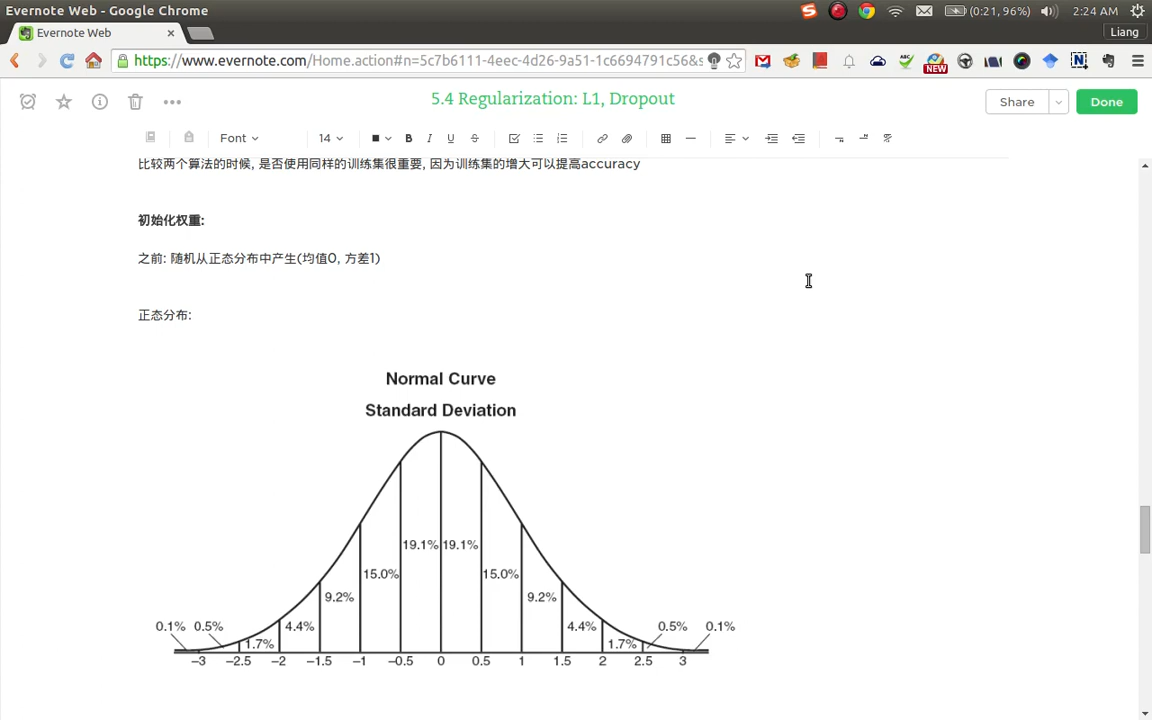 Evernote Web - Google Chrome
(0:21, 96%)
2:24 AM
Evernote Web
Liang
https://www.evernote.com/Home.action#n=5c7b6111-4eec-4d26-9a51-1c6694791c56&s
NEW
5.4 Regularization: L1, Dropout
Share
Done
Font
14
B
I
U
S
比较两个算法的时候, 是否使用同样的训练集很重要, 因为训练集的增大可以提高accuracy
初始化权重:
之前: 随机从正态分布中产生(均值0, 方差1)
正态分布:
Normal Curve
Standard Deviation
19.1% 19.1%
15.0% 15.0%
9.2% 9.2%
0.1% 0.5% 4.4% 4.4% 0.5% 0.1%
1.7% 1.7%
−3 −2.5 −2 −1.5 −1 −0.5 0 0.5 1 1.5 2 2.5 3